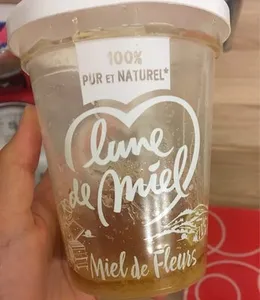 100%
PUR ET NATUREL*
lune
de miel
Miel de Fleurs